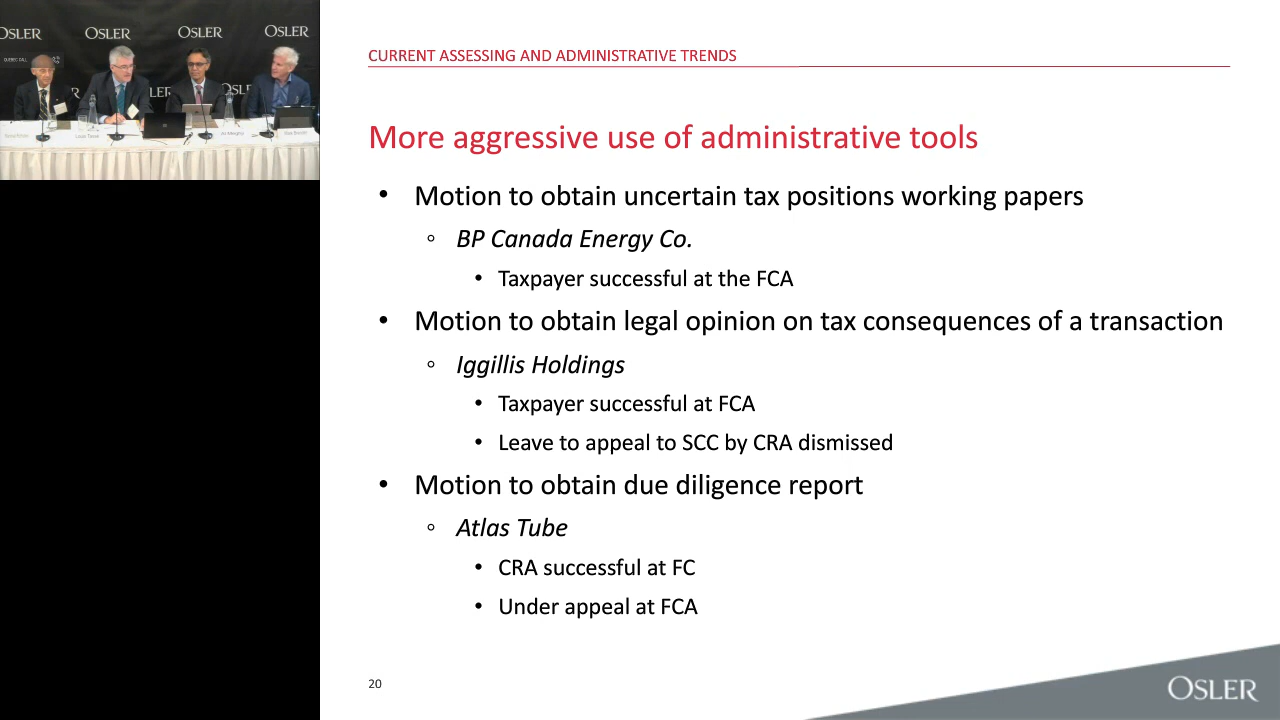 OSLER
OSLER
OSLER
OSLER
CURRENT ASSESSING AND ADMINISTRATIVE TRENDS
More aggressive use of administrative tools
• Motion to obtain uncertain tax positions working papers
◦ BP Canada Energy Co.
• Taxpayer successful at the FCA
• Motion to obtain legal opinion on tax consequences of a transaction
◦ Iggillis Holdings
• Taxpayer successful at FCA
• Leave to appeal to SCC by CRA dismissed
• Motion to obtain due diligence report
◦ Atlas Tube
• CRA successful at FC
• Under appeal at FCA
20
OSLER